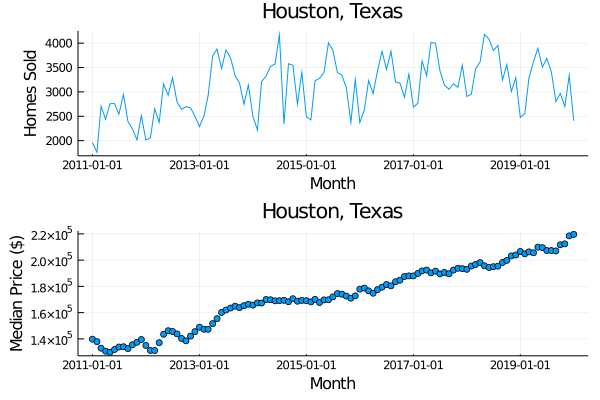 Houston, Texas
Homes Sold
4000
3500
3000
2500
2000
2011-01-01 2013-01-01 2015-01-01 2017-01-01 2019-01-01
Month
Houston, Texas
Median Price ($)
2.2×10⁵
2.0×10⁵
1.8×10⁵
1.6×10⁵
1.4×10⁵
2011-01-01 2013-01-01 2015-01-01 2017-01-01 2019-01-01
Month